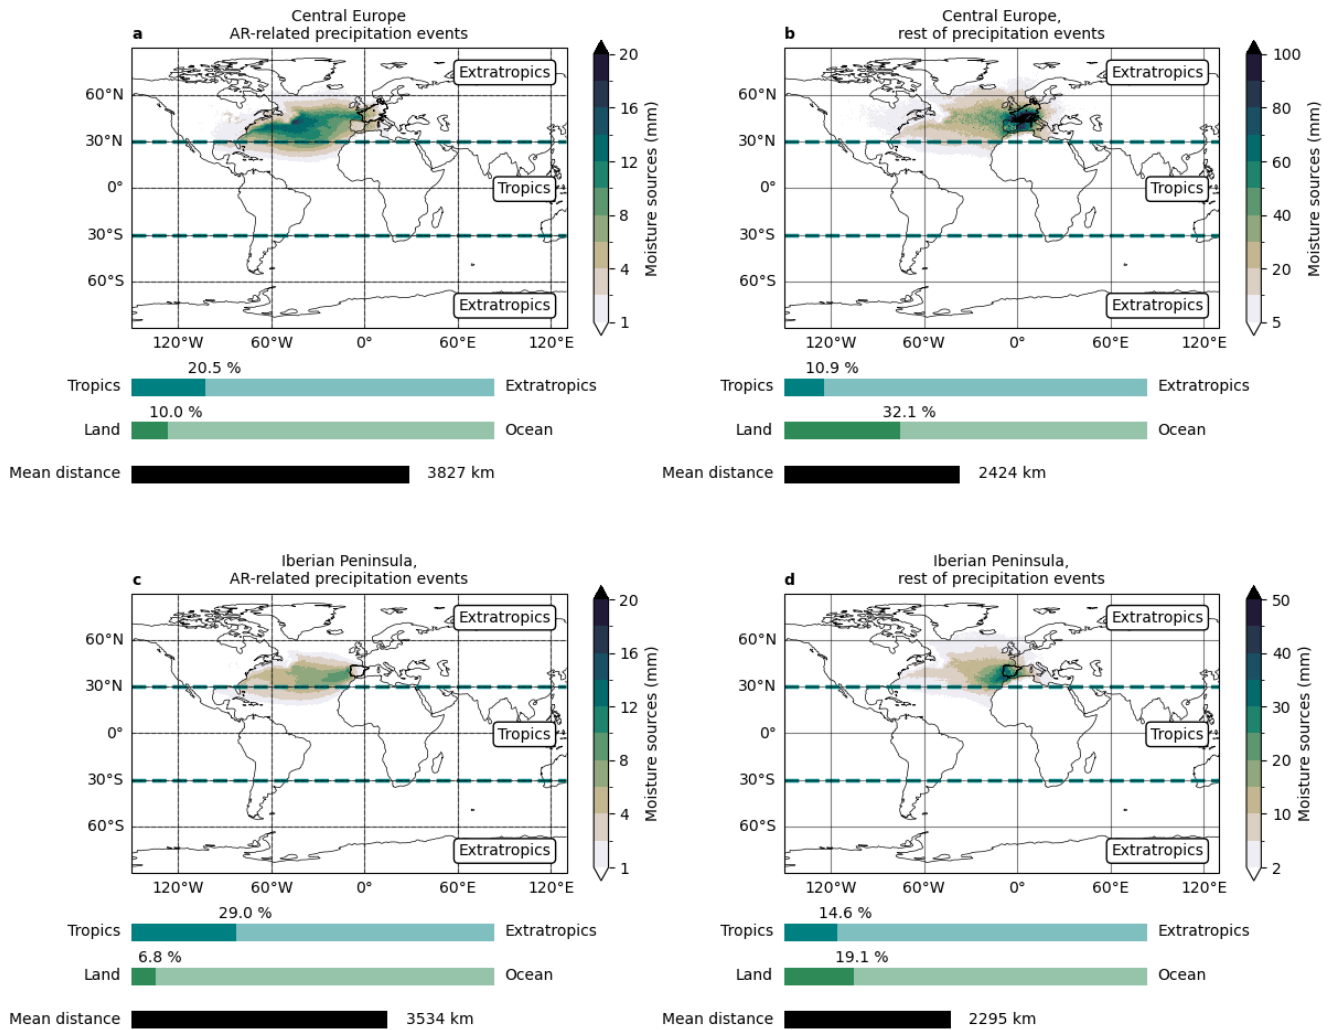 Central Europe
a AR-related precipitation events
Extratropics
Tropics
Extratropics
60°N
30°N
0°
30°S
60°S
120°W 60°W 0° 60°E 120°E
20
16
12
8
4
1
Moisture sources (mm)
20.5 %
Tropics Extratropics
10.0 %
Land Ocean
Mean distance 3827 km
Central Europe,
b rest of precipitation events
Extratropics
Tropics
Extratropics
60°N
30°N
0°
30°S
60°S
120°W 60°W 0° 60°E 120°E
100
80
60
40
20
5
Moisture sources (mm)
10.9 %
Tropics Extratropics
32.1 %
Land Ocean
Mean distance 2424 km
Iberian Peninsula,
c AR-related precipitation events
Extratropics
Tropics
Extratropics
60°N
30°N
0°
30°S
60°S
120°W 60°W 0° 60°E 120°E
20
16
12
8
4
1
Moisture sources (mm)
29.0 %
Tropics Extratropics
6.8 %
Land Ocean
Mean distance 3534 km
Iberian Peninsula,
d rest of precipitation events
Extratropics
Tropics
Extratropics
60°N
30°N
0°
30°S
60°S
120°W 60°W 0° 60°E 120°E
50
40
30
20
10
2
Moisture sources (mm)
14.6 %
Tropics Extratropics
19.1 %
Land Ocean
Mean distance 2295 km